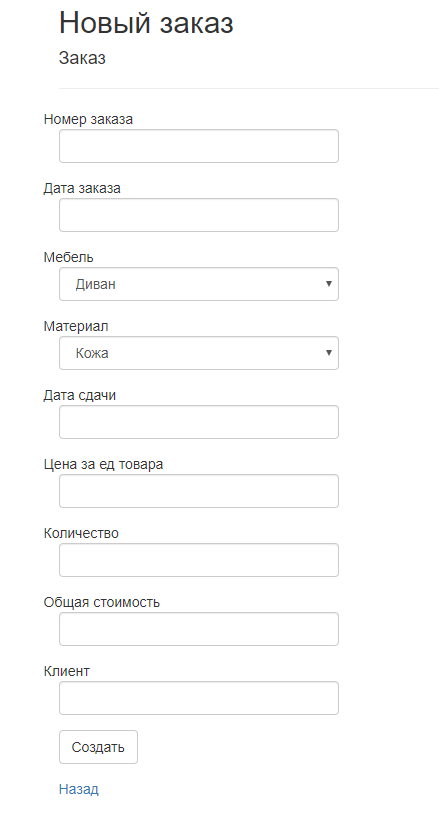 Новый заказ
Заказ
Номер заказа
Дата заказа
Мебель
Диван
Материал
Кожа
Дата сдачи
Цена за ед товара
Количество
Общая стоимость
Клиент
Создать
Назад